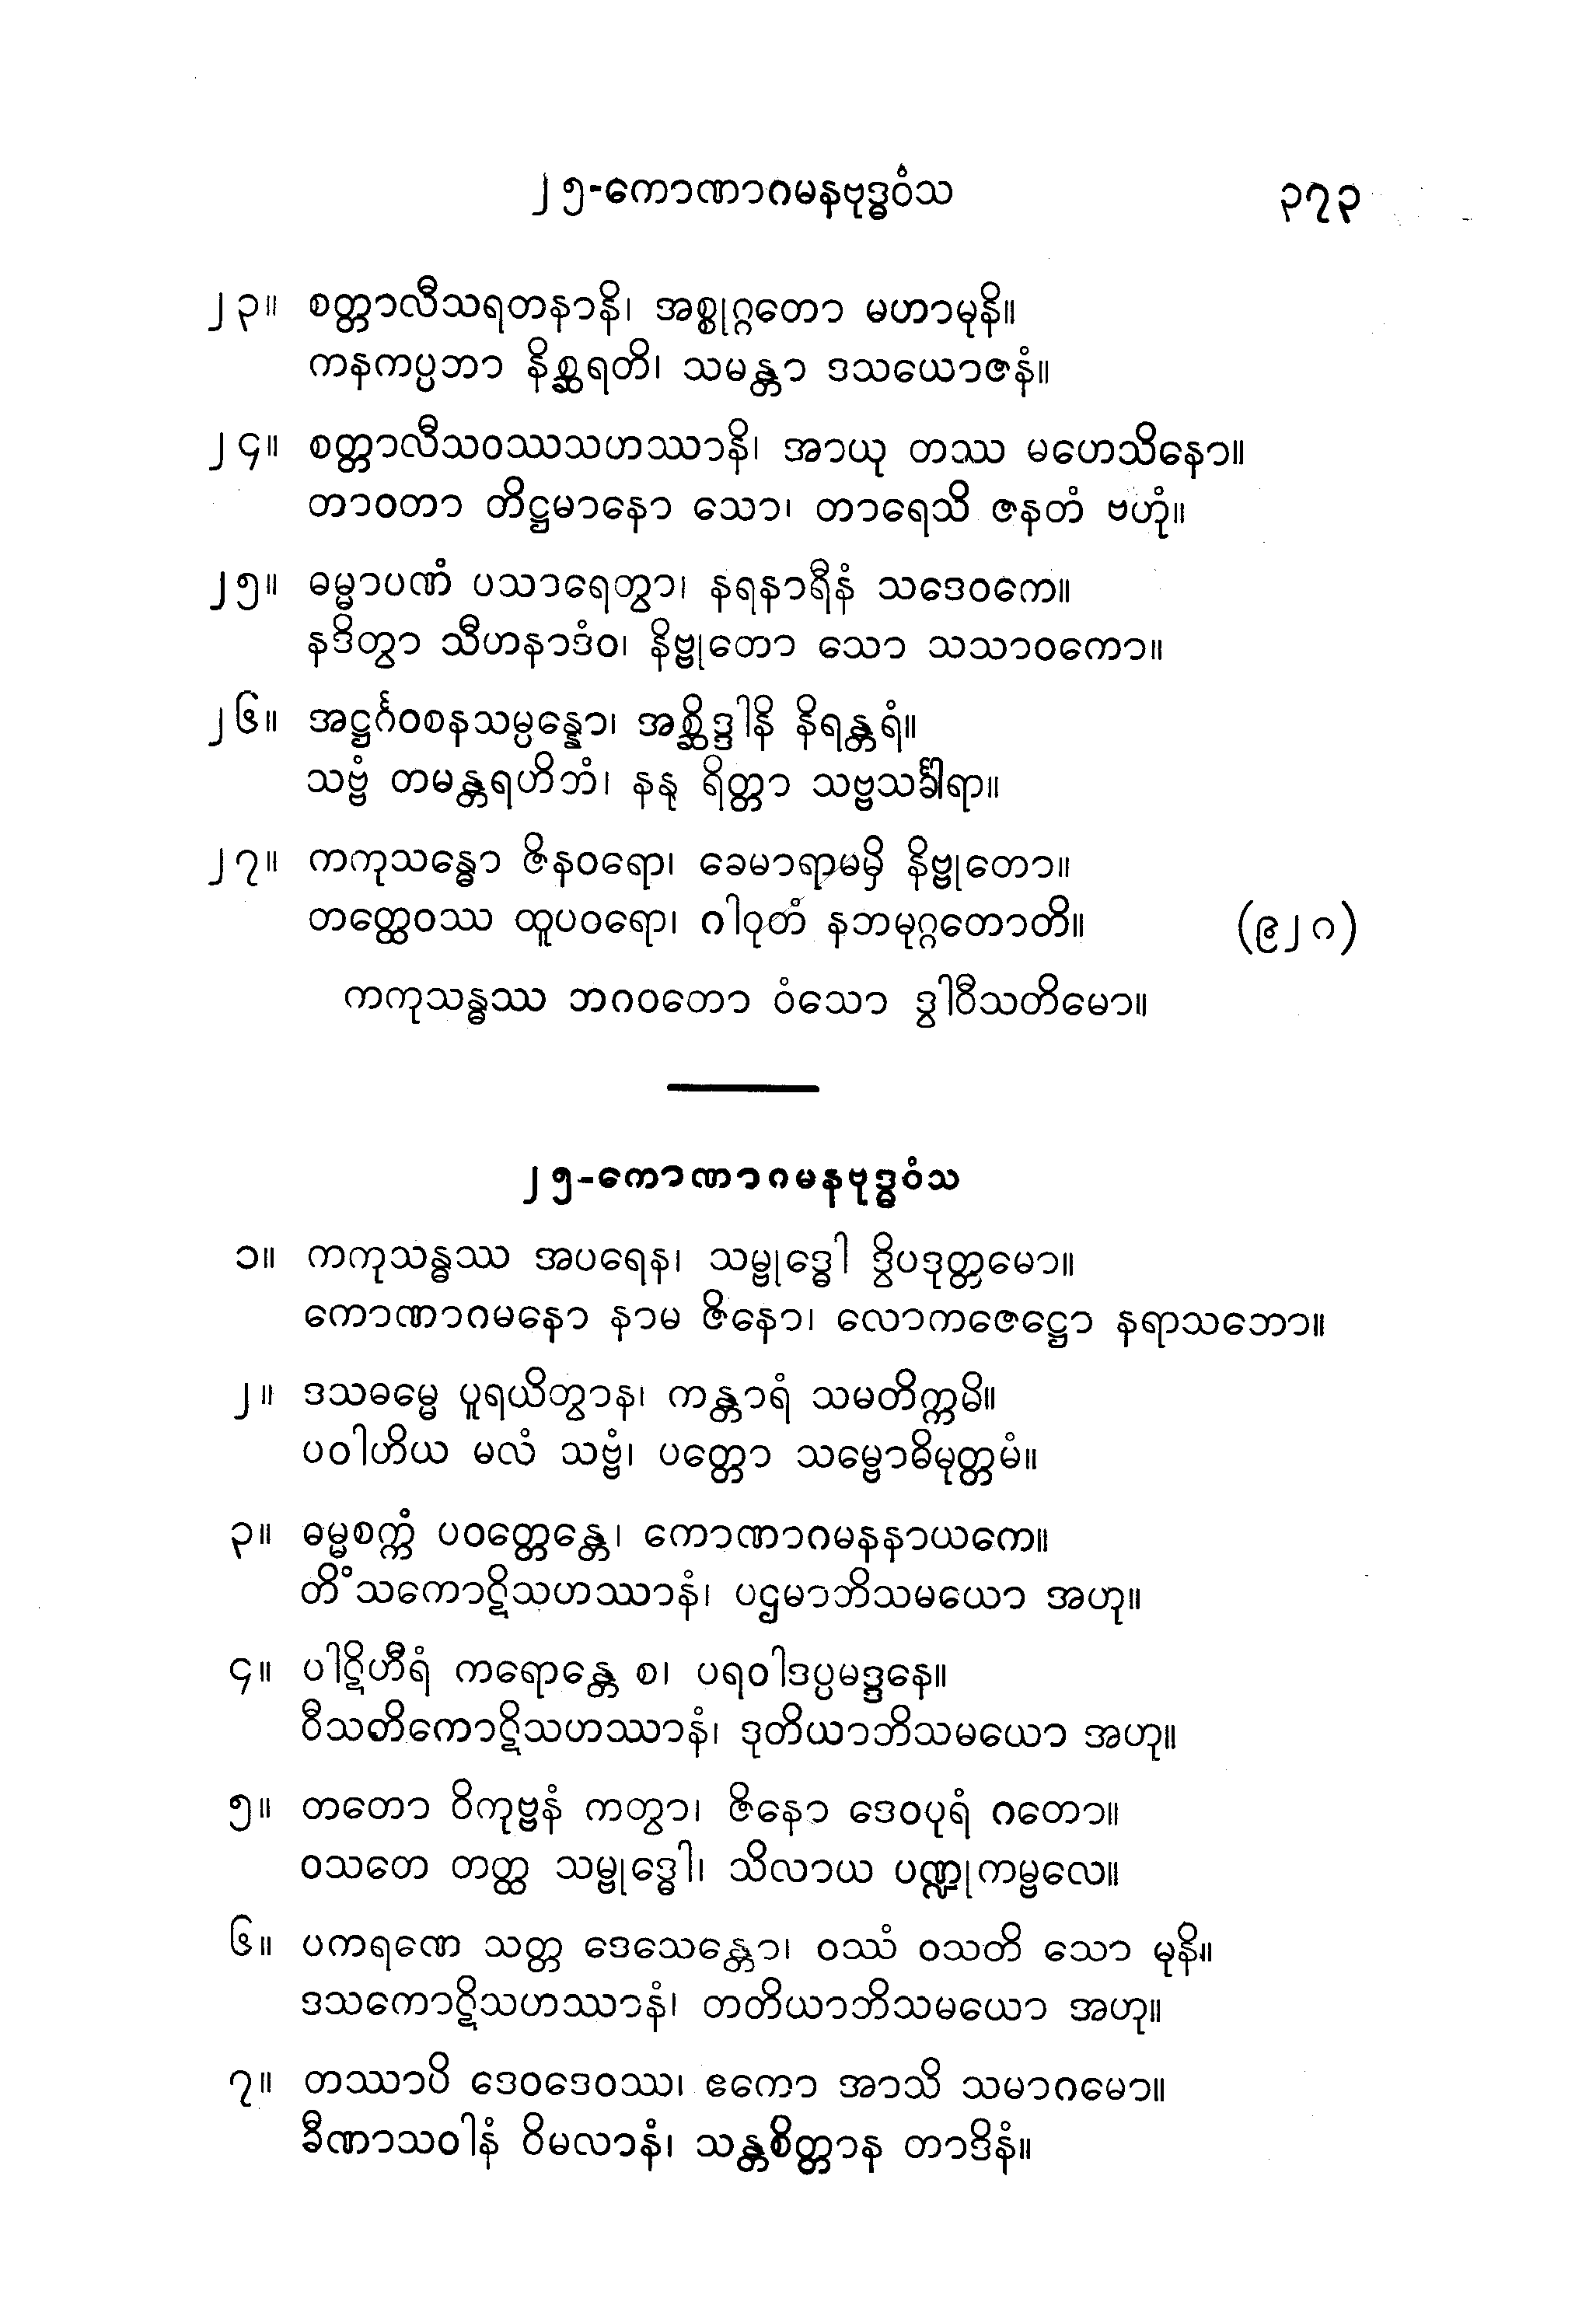 ၂၅-ကောဏာဂမနဗုဒ္ဓဝံသ ၃၇၃
၂၃။ စတ္တာလီသရတနာနိ၊ အစ္စုဂ္ဂတော မဟာမုနိ။
ကနကပ္ပဘာ နိစ္ဆရတိ၊ သမန္တာ ဒသယောဇနံ။
၂၄။ စတ္တာလီသဝဿသဟဿာနိ၊ အာယု တဿ မဟေသိနော။
တာဝတာ တိဋ္ဌမာနော သော၊ တာရေသိ ဇနတံ ဗဟုံ။
၂၅။ ဓမ္မာပဏံ ပသာရေတွာ၊ နရနာရီနံ သဒေဝကေ။
နဒိတွာ သီဟနာဒံဝ၊ နိဗ္ဗုတော သော သသာဝကော။
၂၆။ အဋ္ဌင်္ဂဝစနသမ္ပန္နော၊ အစ္ဆိဒ္ဒါနိ နိရန္တရံ။
သဗ္ဗံ တမန္တရဟိဘံ၊ နနု ရိတ္တာ သဗ္ဗသင်္ခါရာ။
၂၇။ ကကုသန္ဓော ဇိနဝရော၊ ခေမာရာမမှိ နိဗ္ဗုတော။
တတ္ထေဝဿ ထူပဝရော၊ ဂါဝုတံ နဘမုဂ္ဂတောတိ။ (၉၂၈)
ကကုသန္ဓဿ ဘဂဝတော ဝံသော ဒွါဝီသတိမော။
၂၅-ကောဏာဂမနဗုဒ္ဓဝံသ
၁။ ကကုသန္ဓဿ အပရေန၊ သမ္ဗုဒ္ဓေါ ဒွိပဒုတ္တမော။
ကောဏာဂမနော နာမ ဇိနော၊ လောကဇေဋ္ဌော နရာသဘော။
၂။ ဒသဓမ္မေ ပူရယိတွာန၊ ကန္တာရံ သမတိက္ကမိ။
ပဝါဟိယ မလံ သဗ္ဗံ၊ ပတ္တော သမ္ဗောဓိမုတ္တမံ။
၃။ ဓမ္မစက္ကံ ပဝတ္တေန္တေ၊ ကောဏာဂမနနာယကေ။
တိံသကောဋိသဟဿာနံ၊ ပဌမာဘိသမယော အဟု။
၄။ ပါဋိဟီရံ ကရောန္တေ စ၊ ပရဝါဒပ္ပမဒ္ဒနေ။
ဝီသတိကောဋိသဟဿာနံ၊ ဒုတိယာဘိသမယော အဟု။
၅။ တတော ဝိကုဗ္ဗနံ ကတွာ၊ ဇိနော ဒေဝပုရံ ဂတော။
ဝသတေ တတ္ထ သမ္ဗုဒ္ဓေါ၊ သိလာယ ပဏ္ဍုကမ္ဗလေ။
၆။ ပကရဏေ သတ္တ ဒေသေန္တော၊ ဝဿံ ဝသတိ သော မုနိ။
ဒသကောဋိသဟဿာနံ၊ တတိယာဘိသမယော အဟု။
၇။ တဿာပိ ဒေဝဒေဝဿ၊ ဧကော အာသိ သမာဂမော။
ခီဏာသဝါနံ ဝိမလာနံ၊ သန္တစိတ္တာန တာဒိနံ။